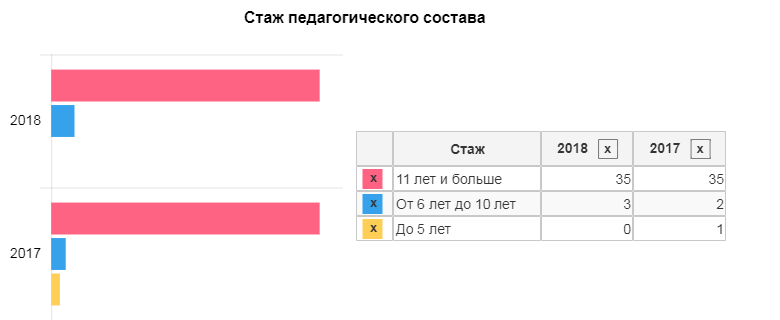 Стаж педагогического состава
2018
2017
Стаж 2018 x 2017 x
x 11 лет и больше 35 35
x От 6 лет до 10 лет 3 2
x До 5 лет 0 1